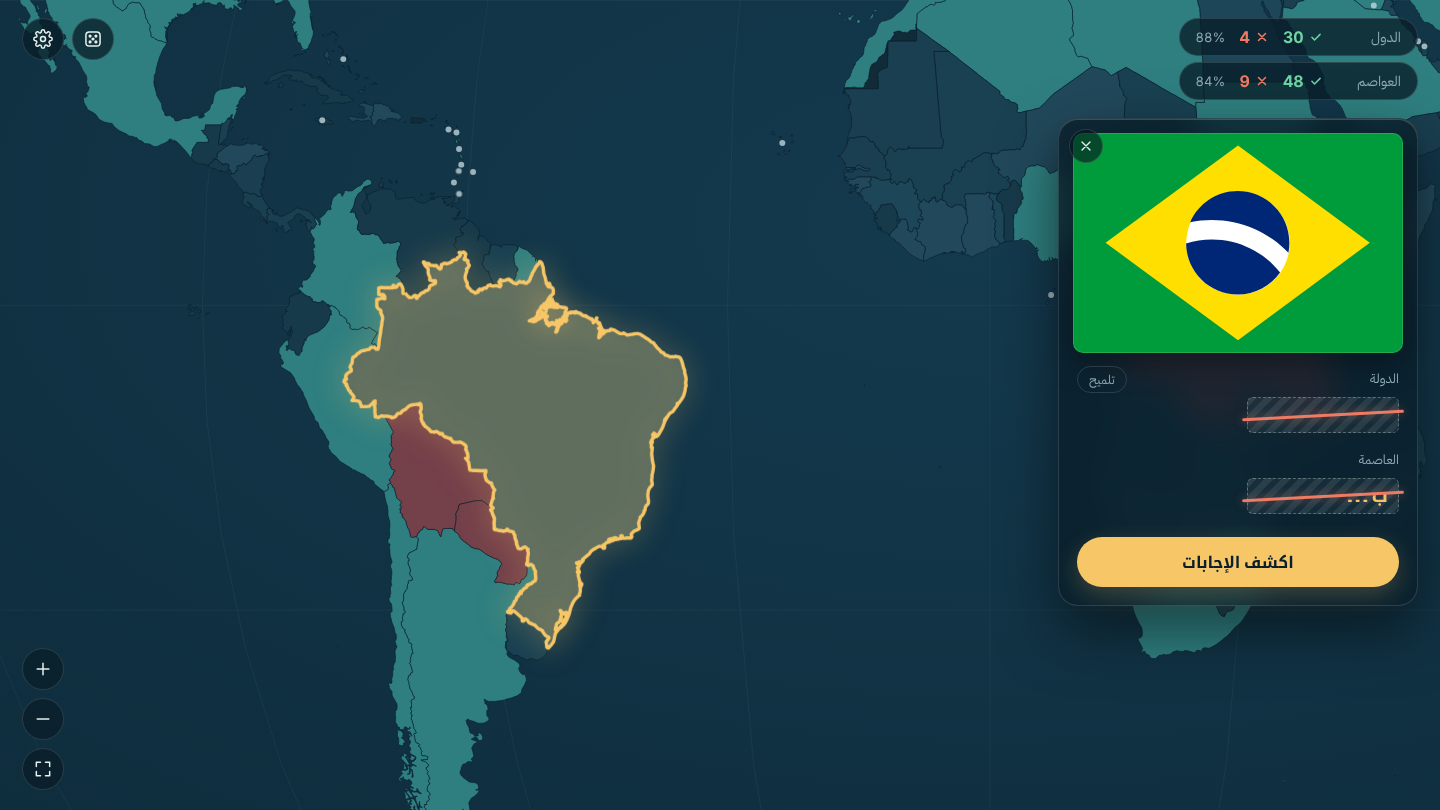 الدول 30 4 88%
العواصم 48 9 84%
الدولة
تلميح
العاصمة
ب ...
اكشف الإجابات